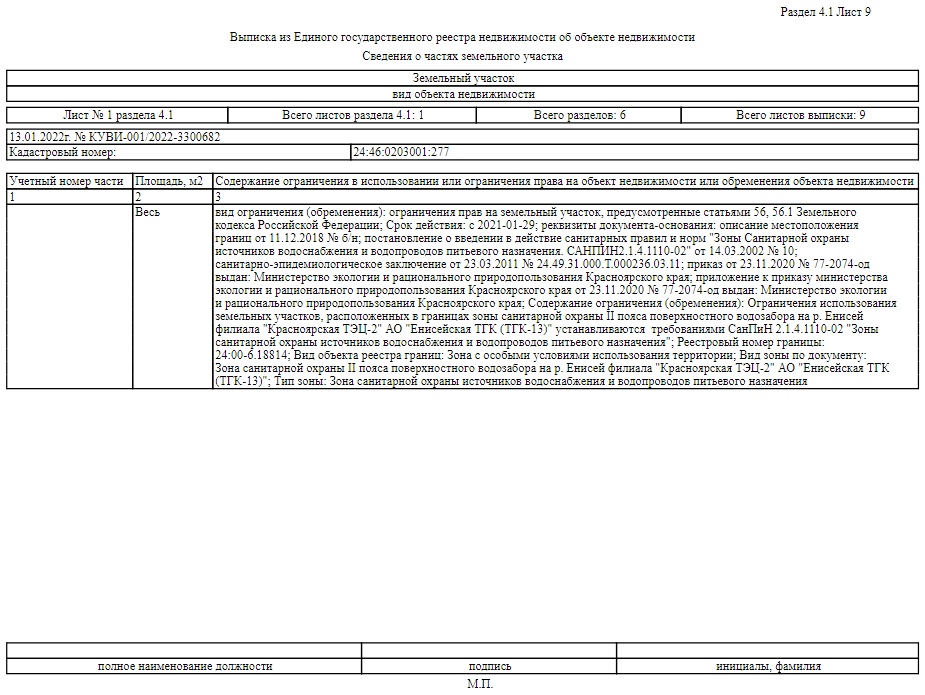 Раздел 4.1 Лист 9
Выписка из Единого государственного реестра недвижимости об объекте недвижимости
Сведения о частях земельного участка
Земельный участок
вид объекта недвижимости
Лист № 1 раздела 4.1 Всего листов раздела 4.1: 1 Всего разделов: 6 Всего листов выписки: 9
13.01.2022г. № КУВИ-001/2022-3300682
Кадастровый номер: 24:46:0203001:277
Учетный номер части Площадь, м2 Содержание ограничения в использовании или ограничения права на объект недвижимости или обременения объекта недвижимости
1 2 3
Весь вид ограничения (обременения): ограничения прав на земельный участок, предусмотренные статьями 56, 56.1 Земельного
кодекса Российской Федерации; Срок действия: с 2021-01-29; реквизиты документа-основания: описание местоположения
границ от 11.12.2018 № б/н; постановление о введении в действие санитарных правил и норм "Зоны Санитарной охраны
источников водоснабжения и водопроводов питьевого назначения. САНПИН2.1.4.1110-02" от 14.03.2002 № 10;
санитарно-эпидемиологическое заключение от 23.03.2011 № 24.49.31.000.Т.000236.03.11; приказ от 23.11.2020 № 77-2074-од
выдан: Министерство экологии и рационального природопользования Красноярского края; приложение к приказу министерства
экологии и рационального природопользования Красноярского края от 23.11.2020 № 77-2074-од выдан: Министерство экологии
и рационального природопользования Красноярского края; Содержание ограничения (обременения): Ограничения использования
земельных участков, расположенных в границах зоны санитарной охраны II пояса поверхностного водозабора на р. Енисей
филиала "Красноярская ТЭЦ-2" АО "Енисейская ТГК (ТГК-13)" устанавливаются требованиями СанПиН 2.1.4.1110-02 "Зоны
санитарной охраны источников водоснабжения и водопроводов питьевого назначения"; Реестровый номер границы:
24:00-6.18814; Вид объекта реестра границ: Зона с особыми условиями использования территории; Вид зоны по документу:
Зона санитарной охраны II пояса поверхностного водозабора на р. Енисей филиала "Красноярская ТЭЦ-2" АО "Енисейская ТГК
(ТГК-13)"; Тип зоны: Зона санитарной охраны источников водоснабжения и водопроводов питьевого назначения
полное наименование должности подпись инициалы, фамилия
М.П.